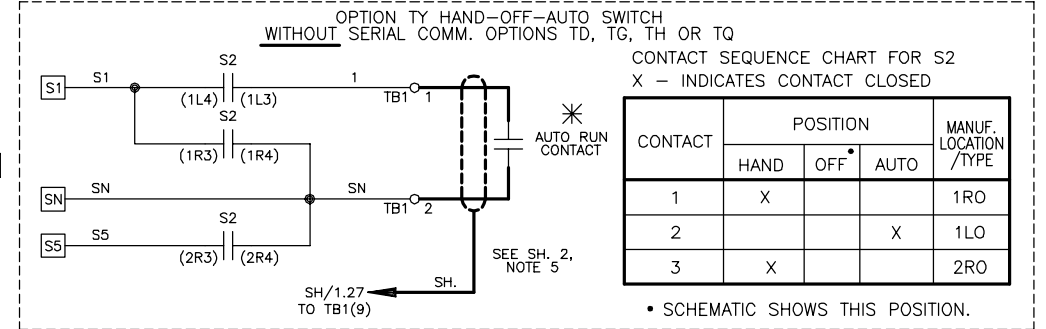 OPTION TY HAND-OFF-AUTO SWITCH
WITHOUT SERIAL COMM. OPTIONS TD, TG, TH OR TQ
S1 S1 S2 1
(1L4) (1L3) TB1 1
S2
(1R3) (1R4)
AUTO RUN
CONTACT
SN SN TB1 2
S5 S5 S2
(2R3) (2R4)
SEE SH. 2,
NOTE 5
SH/1.27 SH.
TO TB1(9)
CONTACT SEQUENCE CHART FOR S2
X - INDICATES CONTACT CLOSED
CONTACT POSITION MANUF.
LOCATION
/TYPE
HAND OFF• AUTO
1 X 1RO
2 X 1LO
3 X 2RO
• SCHEMATIC SHOWS THIS POSITION.